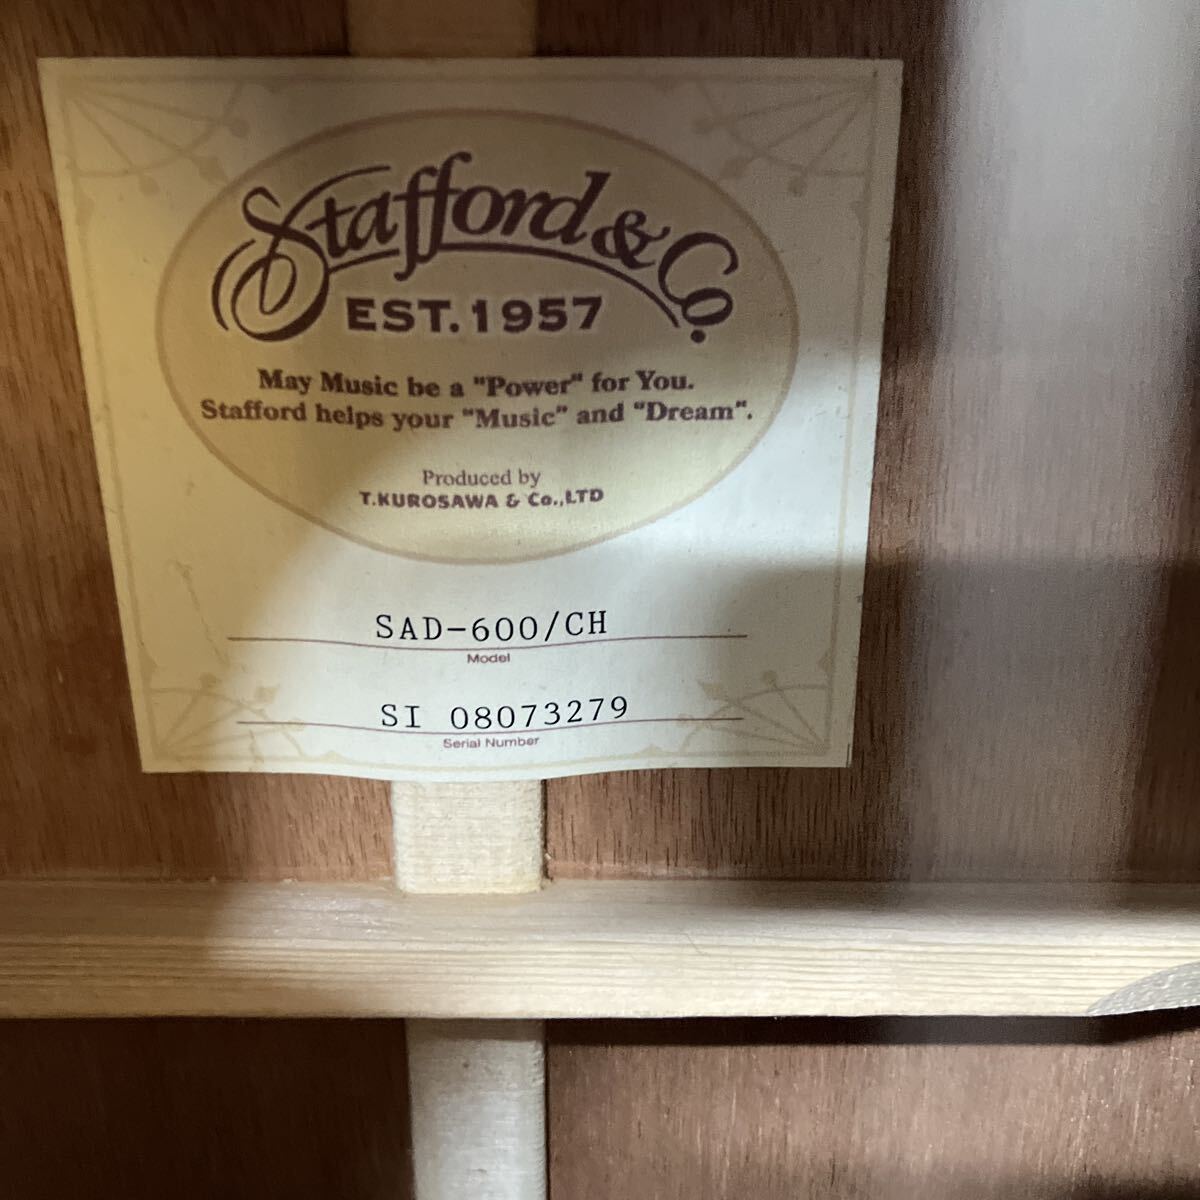 Stafford & Co.
EST. 1957
May Music be a "Power" for You.
Stafford helps your "Music" and "Dream".
Produced by
T.KUROSAWA & Co.,LTD
SAD-600/CH
Model
SI 08073279
Serial Number